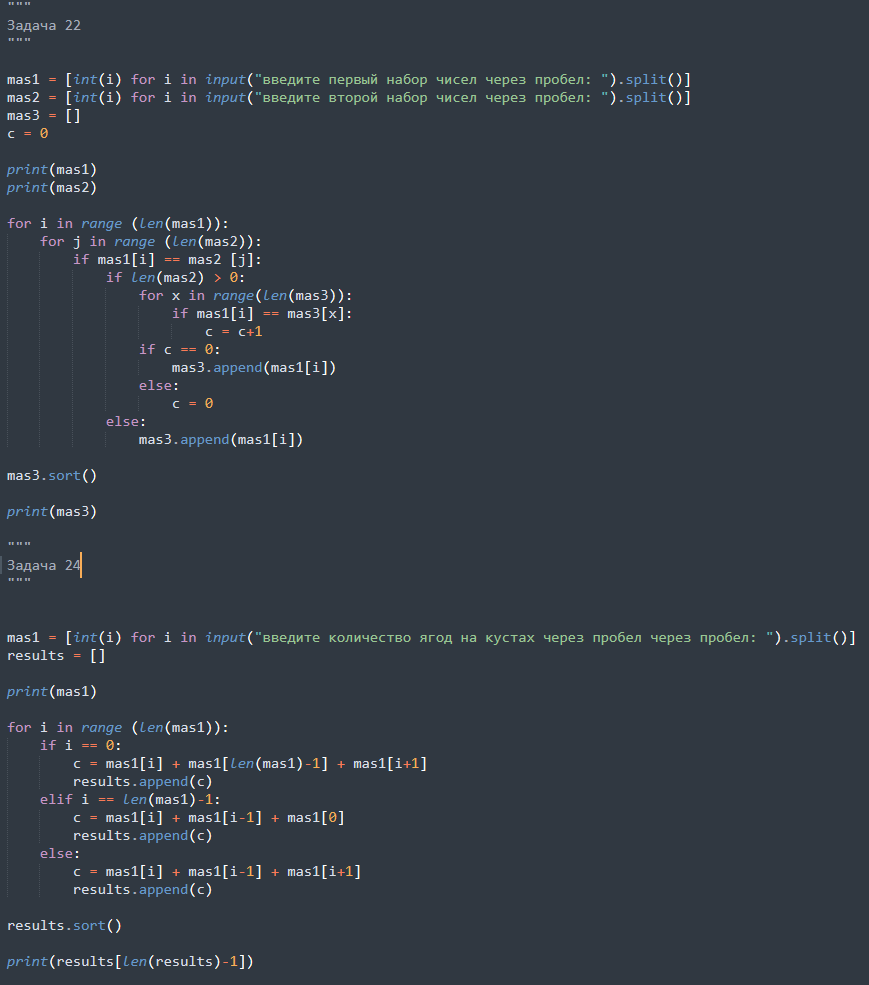 """
Задача 22
"""
mas1 = [int(i) for i in input("введите первый набор чисел через пробел: ").split()]
mas2 = [int(i) for i in input("введите второй набор чисел через пробел: ").split()]
mas3 = []
c = 0
print(mas1)
print(mas2)
for i in range (len(mas1)):
    for j in range (len(mas2)):
        if mas1[i] == mas2 [j]:
            if len(mas2) > 0:
                for x in range(len(mas3)):
                    if mas1[i] == mas3[x]:
                        c = c+1
                if c == 0:
                    mas3.append(mas1[i])
                else:
                    c = 0
            else:
                mas3.append(mas1[i])
mas3.sort()
print(mas3)
"""
Задача 24
"""
mas1 = [int(i) for i in input("введите количество ягод на кустах через пробел через пробел: ").split()]
results = []
print(mas1)
for i in range (len(mas1)):
    if i == 0:
        c = mas1[i] + mas1[len(mas1)-1] + mas1[i+1]
        results.append(c)
    elif i == len(mas1)-1:
        c = mas1[i] + mas1[i-1] + mas1[0]
        results.append(c)
    else:
        c = mas1[i] + mas1[i-1] + mas1[i+1]
        results.append(c)
results.sort()
print(results[len(results)-1])